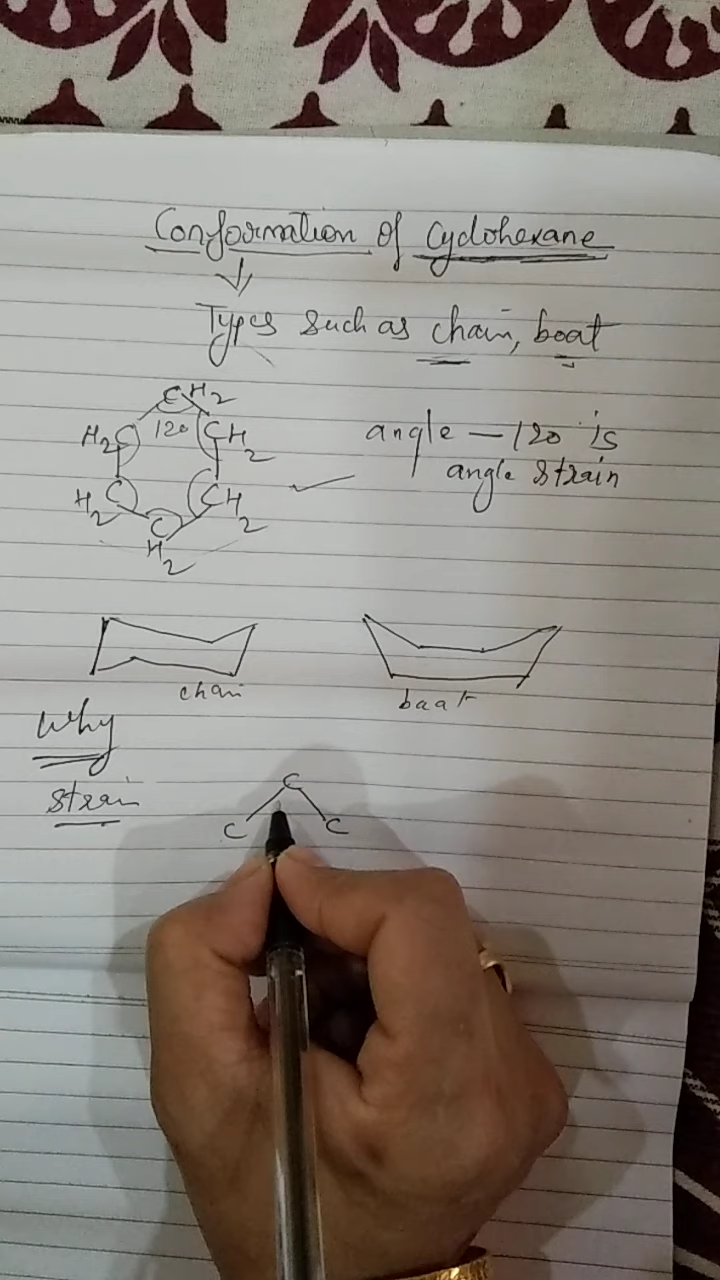 Conformation of Cyclohexane
Types such as chain, boat
CH2
H2C 120 CH2
H2C CH2
C
H2
angle - 120 is
angle strain
chain
baat
Why
strain
C
C C